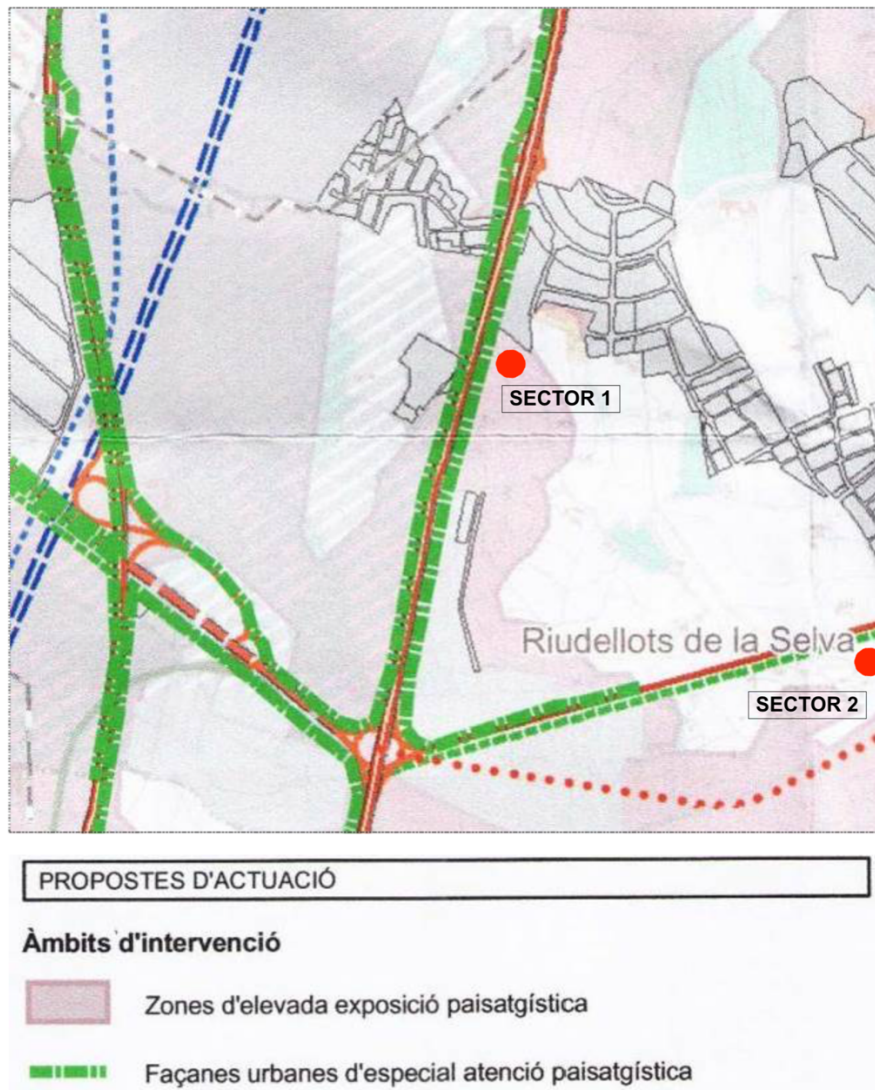 SECTOR 1
Riudellots de la Selva
SECTOR 2
PROPOSTES D'ACTUACIÓ
Àmbits d'intervenció
Zones d'elevada exposició paisatgística
Façanes urbanes d'especial atenció paisatgística